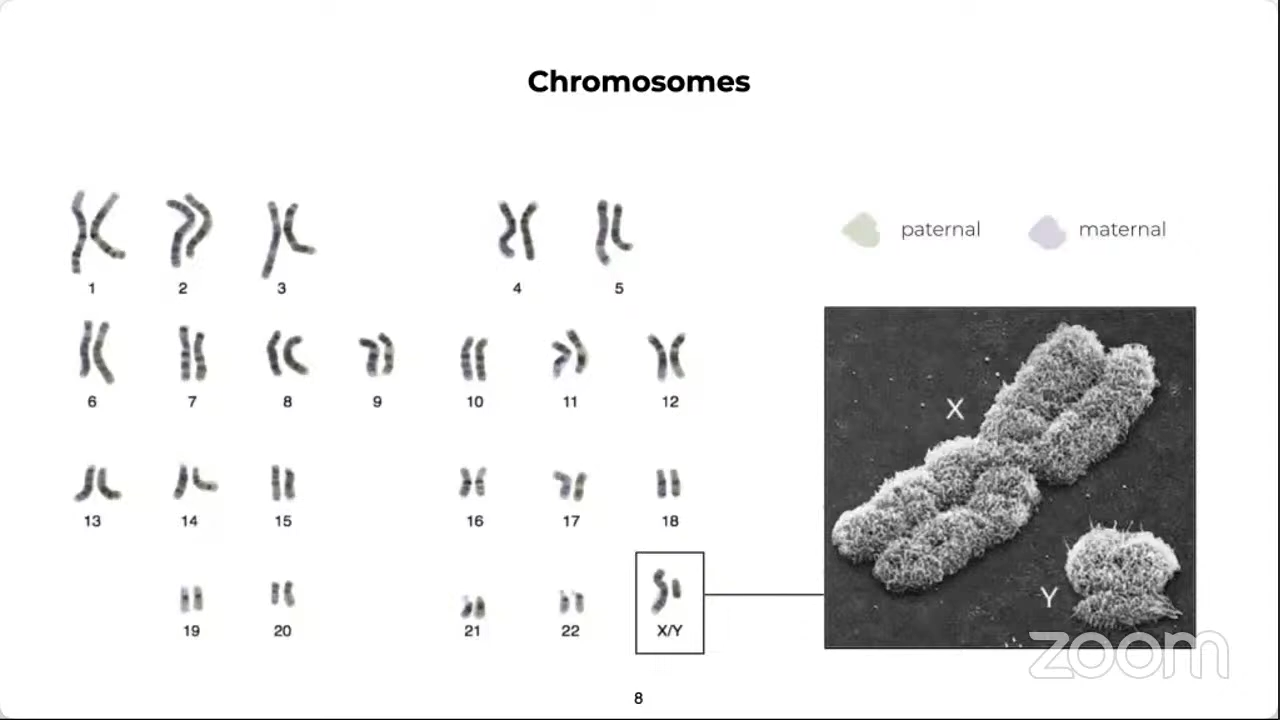 Chromosomes
paternal maternal
1 2 3 4 5
6 7 8 9 10 11 12
X
13 14 15 16 17 18
Y
19 20 21 22 X/Y
zoom
8